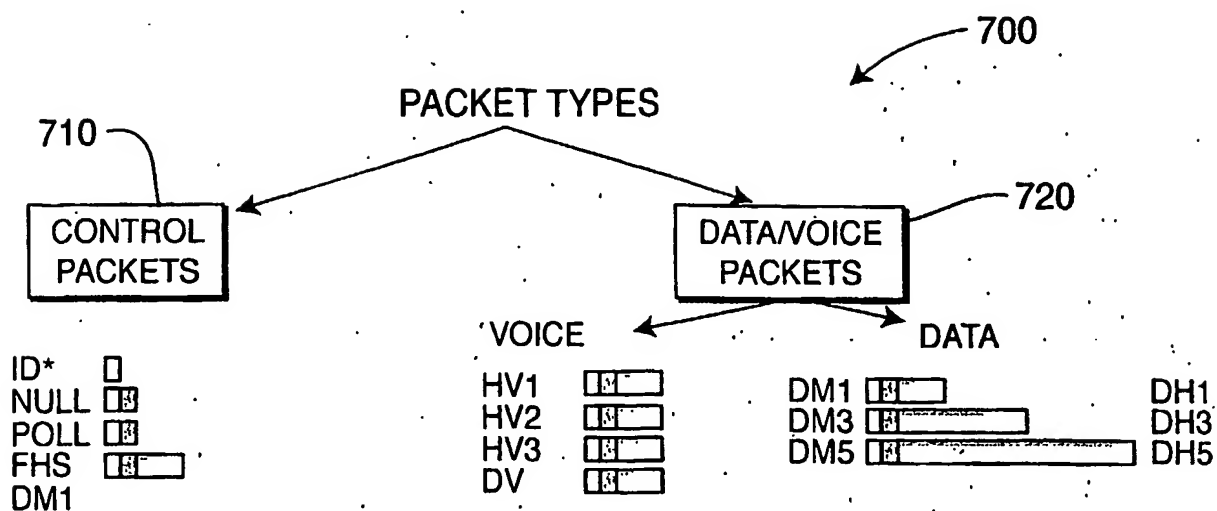 700
PACKET TYPES
710
CONTROL
PACKETS
720
DATA/VOICE
PACKETS
VOICE
DATA
ID*
NULL
POLL
FHS
DM1
HV1
HV2
HV3
DV
DM1 DH1
DM3 DH3
DM5 DH5